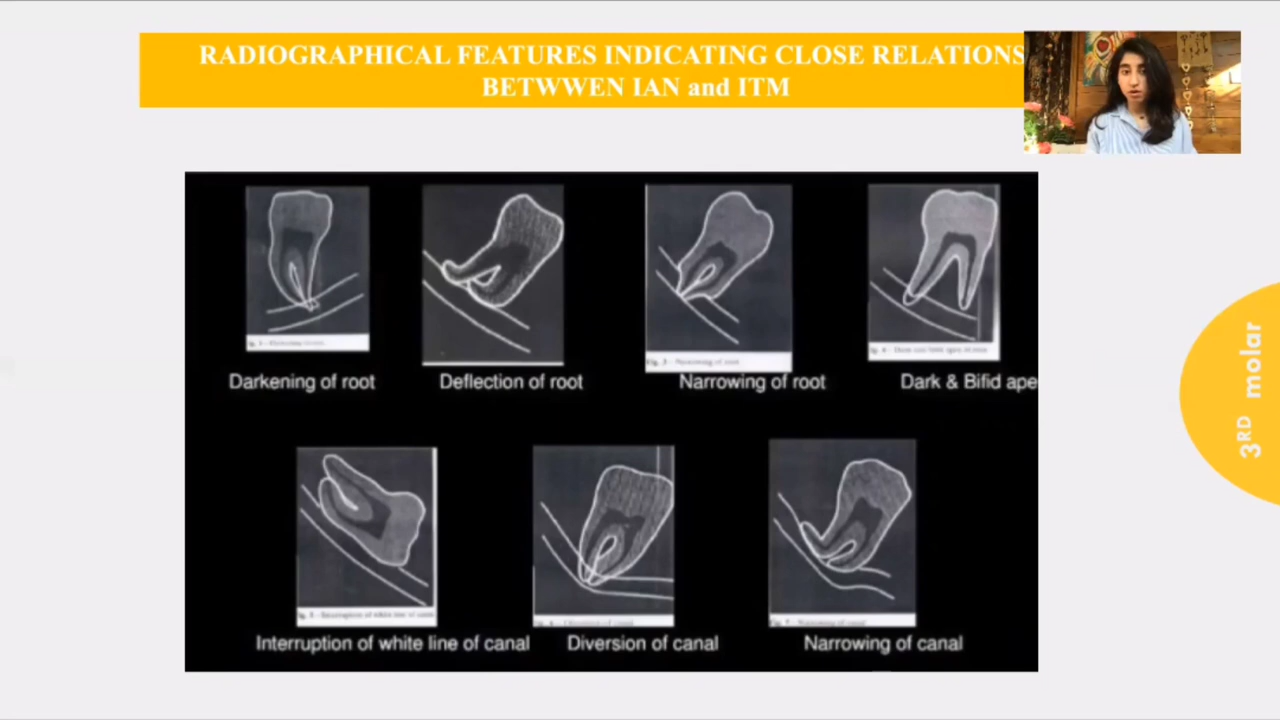 RADIOGRAPHICAL FEATURES INDICATING CLOSE RELATIONS
BETWWEN IAN and ITM
Darkening of root
Deflection of root
Narrowing of root
Dark & Bifid ape
Interruption of white line of canal
Diversion of canal
Narrowing of canal
3RD molar